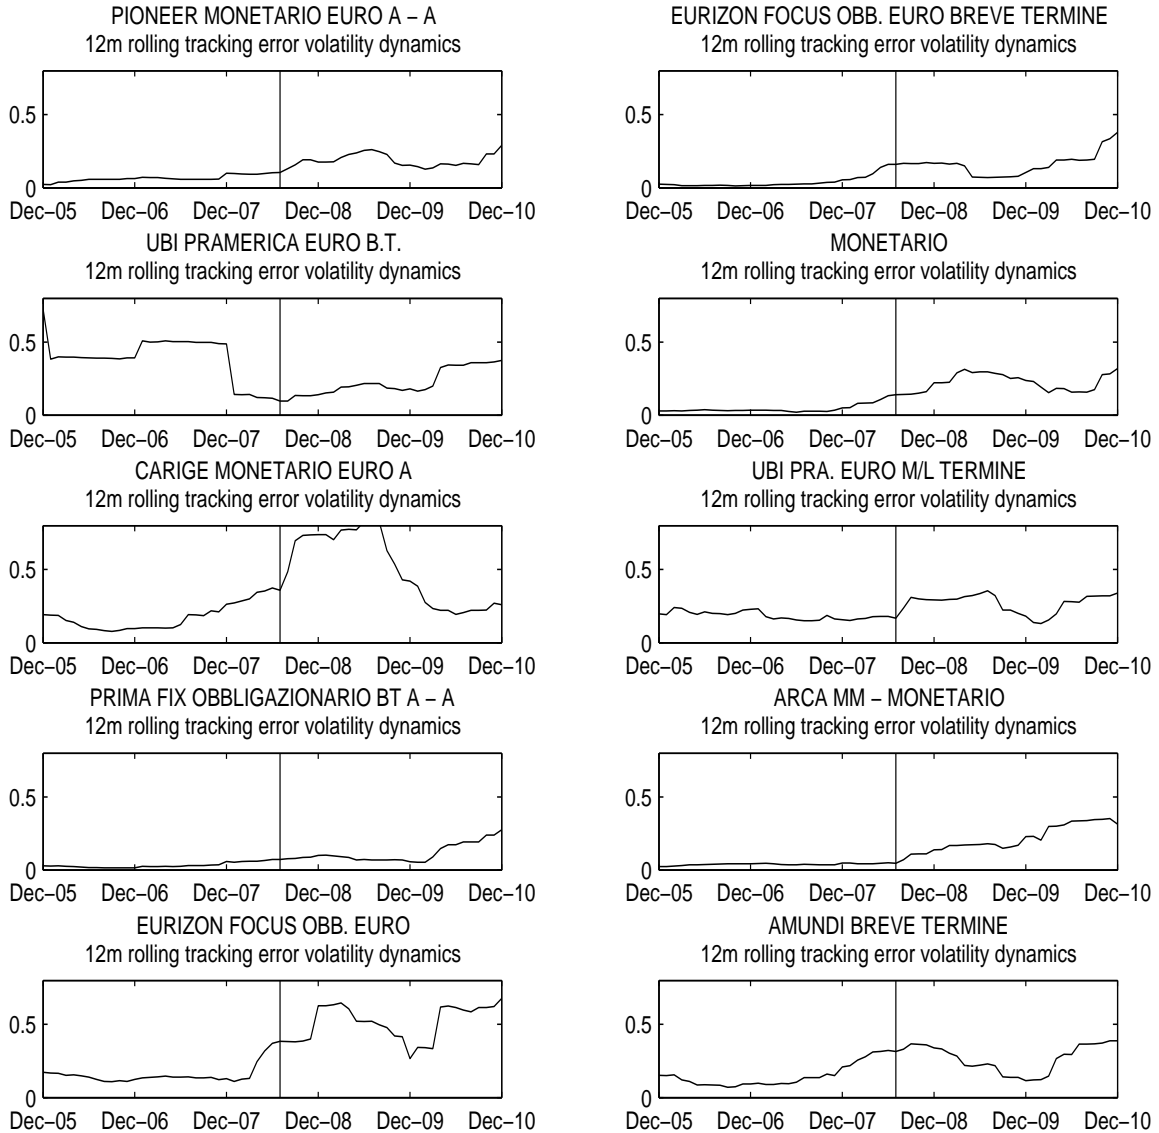 PIONEER MONETARIO EURO A − A
12m rolling tracking error volatility dynamics
0.5
0
Dec−05 Dec−06 Dec−07 Dec−08 Dec−09 Dec−10
EURIZON FOCUS OBB. EURO BREVE TERMINE
12m rolling tracking error volatility dynamics
0.5
0
Dec−05 Dec−06 Dec−07 Dec−08 Dec−09 Dec−10
UBI PRAMERICA EURO B.T.
12m rolling tracking error volatility dynamics
0.5
0
Dec−05 Dec−06 Dec−07 Dec−08 Dec−09 Dec−10
MONETARIO
12m rolling tracking error volatility dynamics
0.5
0
Dec−05 Dec−06 Dec−07 Dec−08 Dec−09 Dec−10
CARIGE MONETARIO EURO A
12m rolling tracking error volatility dynamics
0.5
0
Dec−05 Dec−06 Dec−07 Dec−08 Dec−09 Dec−10
UBI PRA. EURO M/L TERMINE
12m rolling tracking error volatility dynamics
0.5
0
Dec−05 Dec−06 Dec−07 Dec−08 Dec−09 Dec−10
PRIMA FIX OBBLIGAZIONARIO BT A − A
12m rolling tracking error volatility dynamics
0.5
0
Dec−05 Dec−06 Dec−07 Dec−08 Dec−09 Dec−10
ARCA MM − MONETARIO
12m rolling tracking error volatility dynamics
0.5
0
Dec−05 Dec−06 Dec−07 Dec−08 Dec−09 Dec−10
EURIZON FOCUS OBB. EURO
12m rolling tracking error volatility dynamics
0.5
0
Dec−05 Dec−06 Dec−07 Dec−08 Dec−09 Dec−10
AMUNDI BREVE TERMINE
12m rolling tracking error volatility dynamics
0.5
0
Dec−05 Dec−06 Dec−07 Dec−08 Dec−09 Dec−10